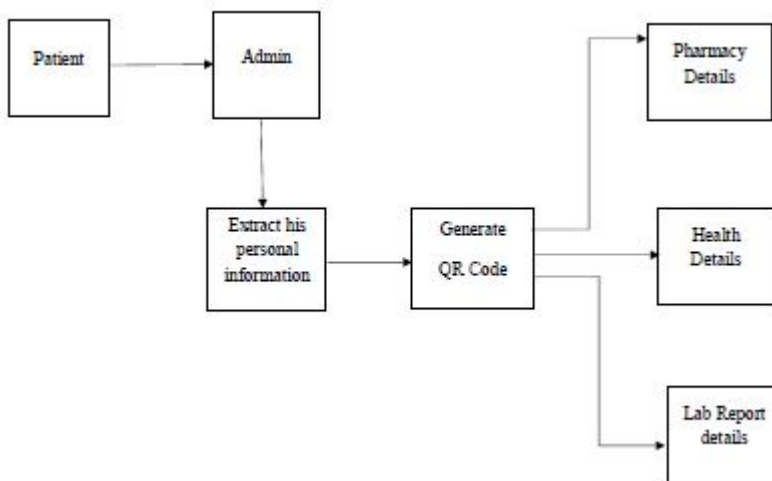 Patient
Admin
Pharmacy
Details
Extract his
personal
information
Generate
QR Code
Health
Details
Lab Report
details